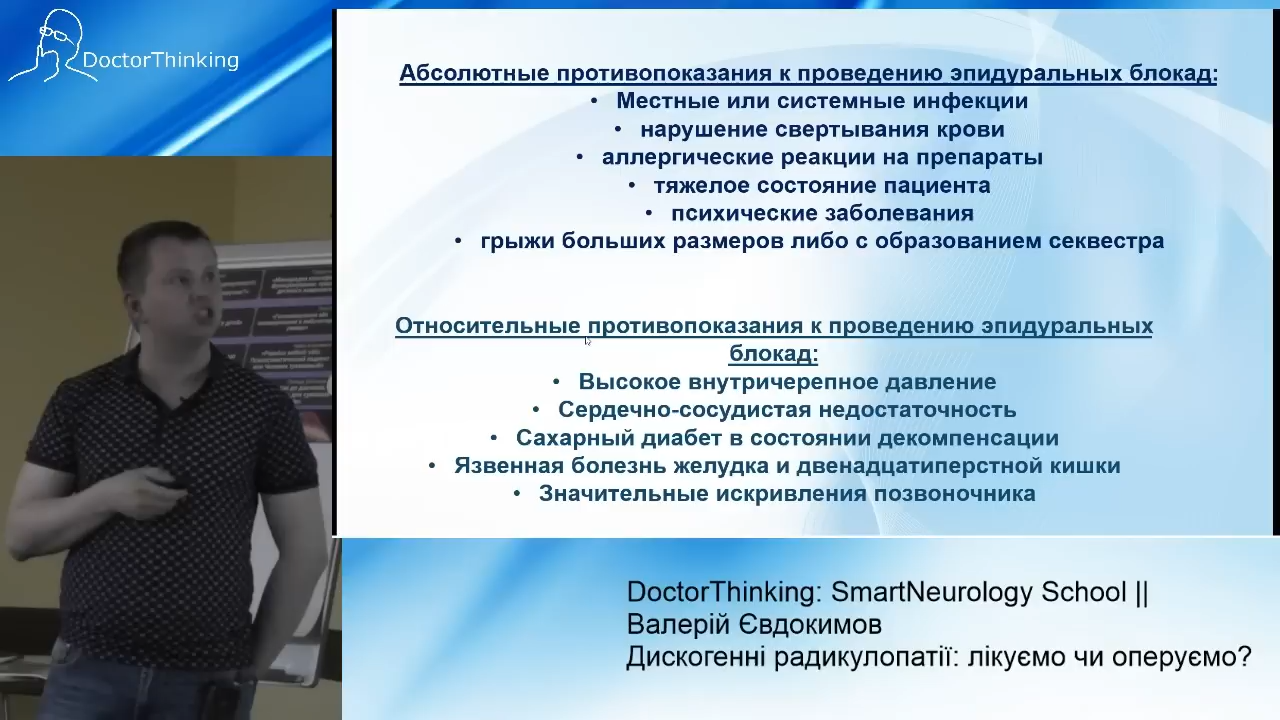 DoctorThinking
Абсолютные противопоказания к проведению эпидуральных блокад:
• Местные или системные инфекции
• нарушение свертывания крови
• аллергические реакции на препараты
• тяжелое состояние пациента
• психические заболевания
• грыжи больших размеров либо с образованием секвестра
Относительные противопоказания к проведению эпидуральных
блокад:
• Высокое внутричерепное давление
• Сердечно-сосудистая недостаточность
• Сахарный диабет в состоянии декомпенсации
• Язвенная болезнь желудка и двенадцатиперстной кишки
• Значительные искривления позвоночника
DoctorThinking: SmartNeurology School ||
Валерій Євдокимов
Дискогенні радикулопатії: лікуємо чи оперуємо?